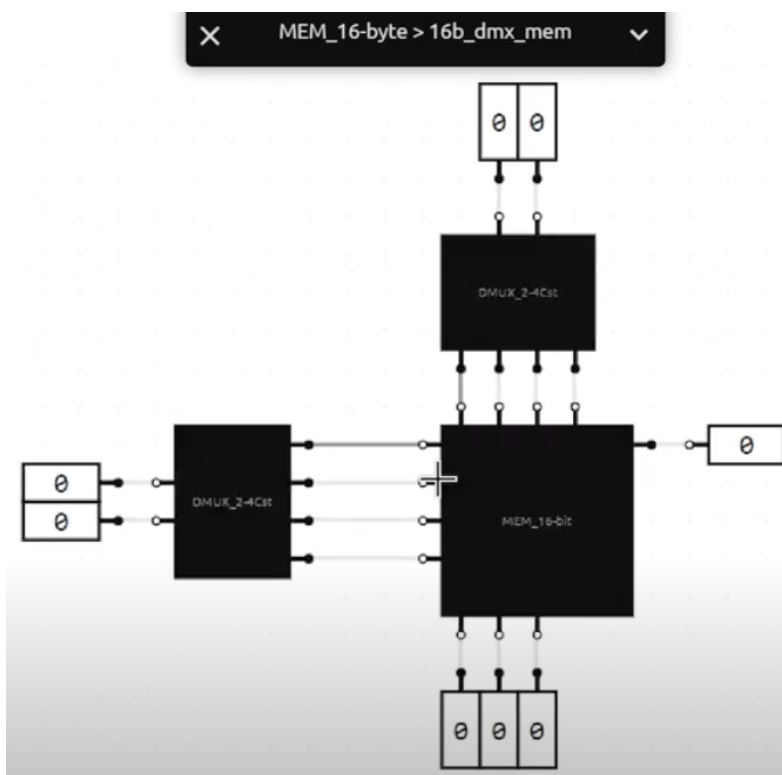 MEM_16-byte > 16b_dmx_mem
0 0
DMUX_2-4Cst
0
0
DMUX_2-4Cst
MEM_16-bit
0
0 0 0